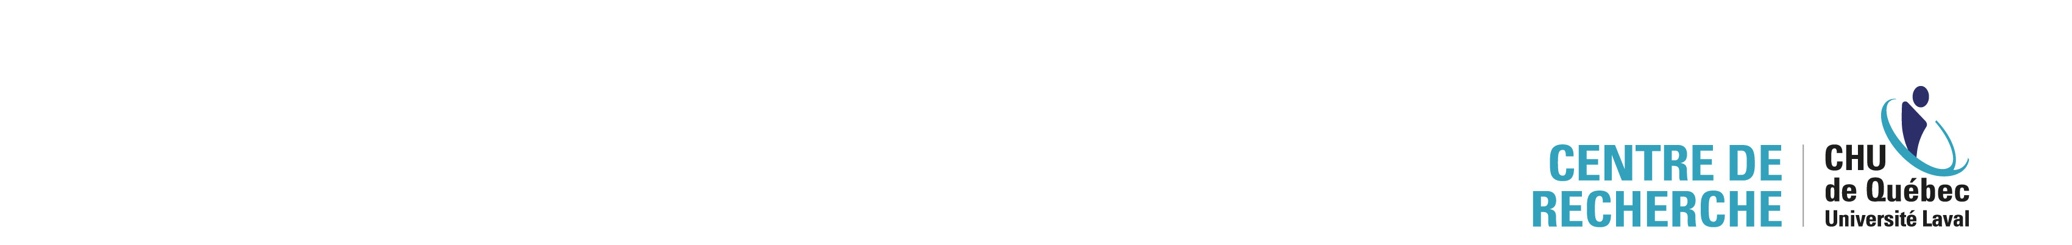 CENTRE DE
RECHERCHE
CHU
de Québec
Université Laval